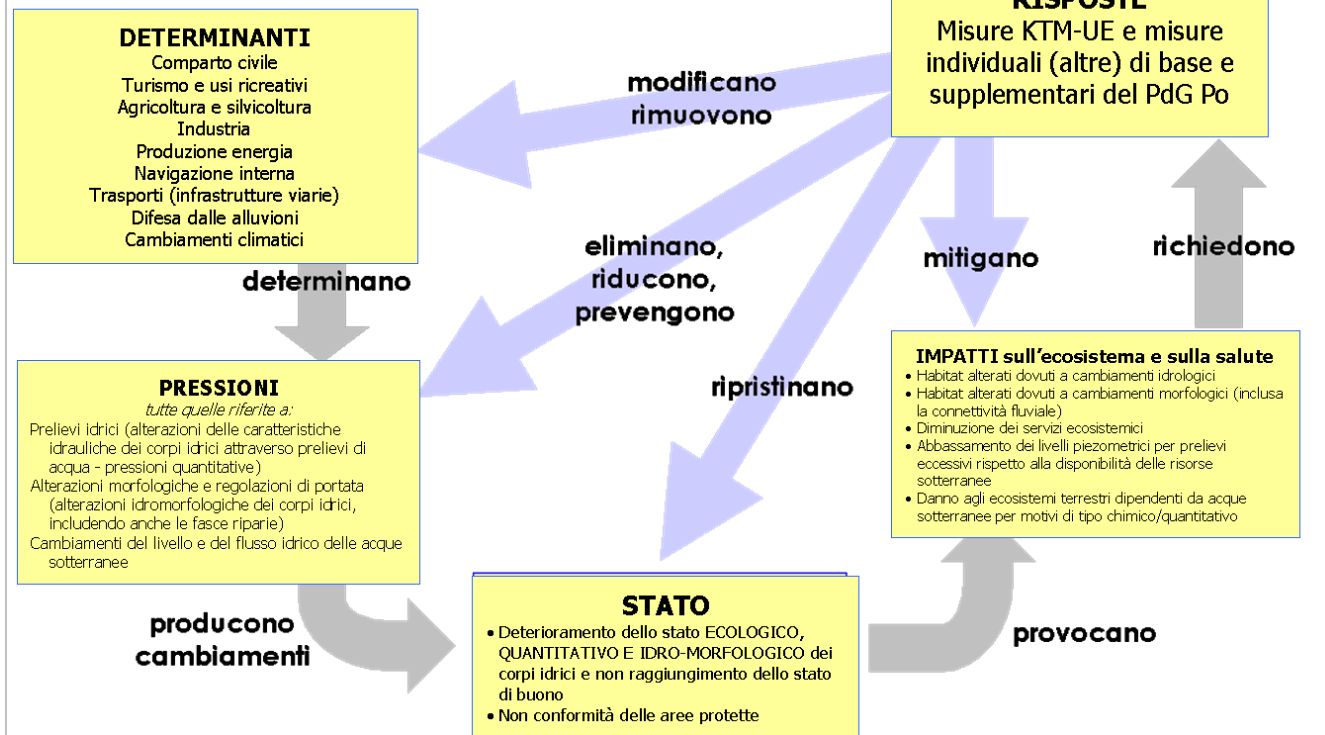 DETERMINANTI
Comparto civile
Turismo e usi ricreativi
Agricoltura e silvicoltura
Industria
Produzione energia
Navigazione interna
Trasporti (infrastrutture viarie)
Difesa dalle alluvioni
Cambiamenti climatici
RISPOSTE
Misure KTM-UE e misure
individuali (altre) di base e
supplementari del PdG Po
modificano
rimuovono
determinano
eliminano,
riducono,
prevengono
mitigano
richiedono
ripristinano
PRESSIONI
tutte quelle riferite a:
Prelievi idrici (alterazioni delle caratteristiche
idrauliche dei corpi idrici attraverso prelievi di
acqua - pressioni quantitative)
Alterazioni morfologiche e regolazioni di portata
(alterazioni idromorfologiche dei corpi idrici,
includendo anche le fasce riparie)
Cambiamenti del livello e del flusso idrico delle acque
sotterranee
IMPATTI sull'ecosistema e sulla salute
• Habitat alterati dovuti a cambiamenti idrologici
• Habitat alterati dovuti a cambiamenti morfologici (inclusa
la connettività fluviale)
• Diminuzione dei servizi ecosistemici
• Abbassamento dei livelli piezometrici per prelievi
eccessivi rispetto alla disponibilità delle risorse
sotterranee
• Danno agli ecosistemi terrestri dipendenti da acque
sotterranee per motivi di tipo chimico/quantitativo
producono
cambiamenti
STATO
• Deterioramento dello stato ECOLOGICO,
QUANTITATIVO E IDRO-MORFOLOGICO dei
corpi idrici e non raggiungimento dello stato
di buono
• Non conformità delle aree protette
provocano